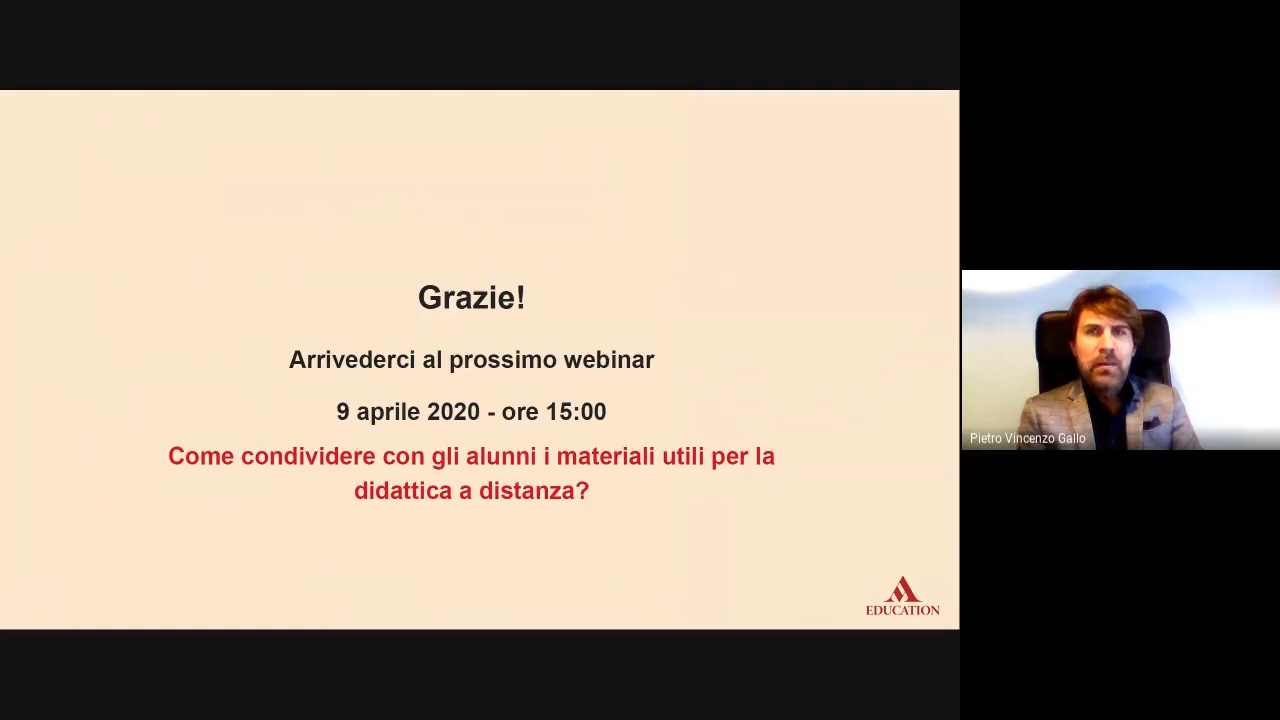 Grazie!
Arrivederci al prossimo webinar
9 aprile 2020 - ore 15:00
Come condividere con gli alunni i materiali utili per la
didattica a distanza?
EDUCATION
Pietro Vincenzo Gallo